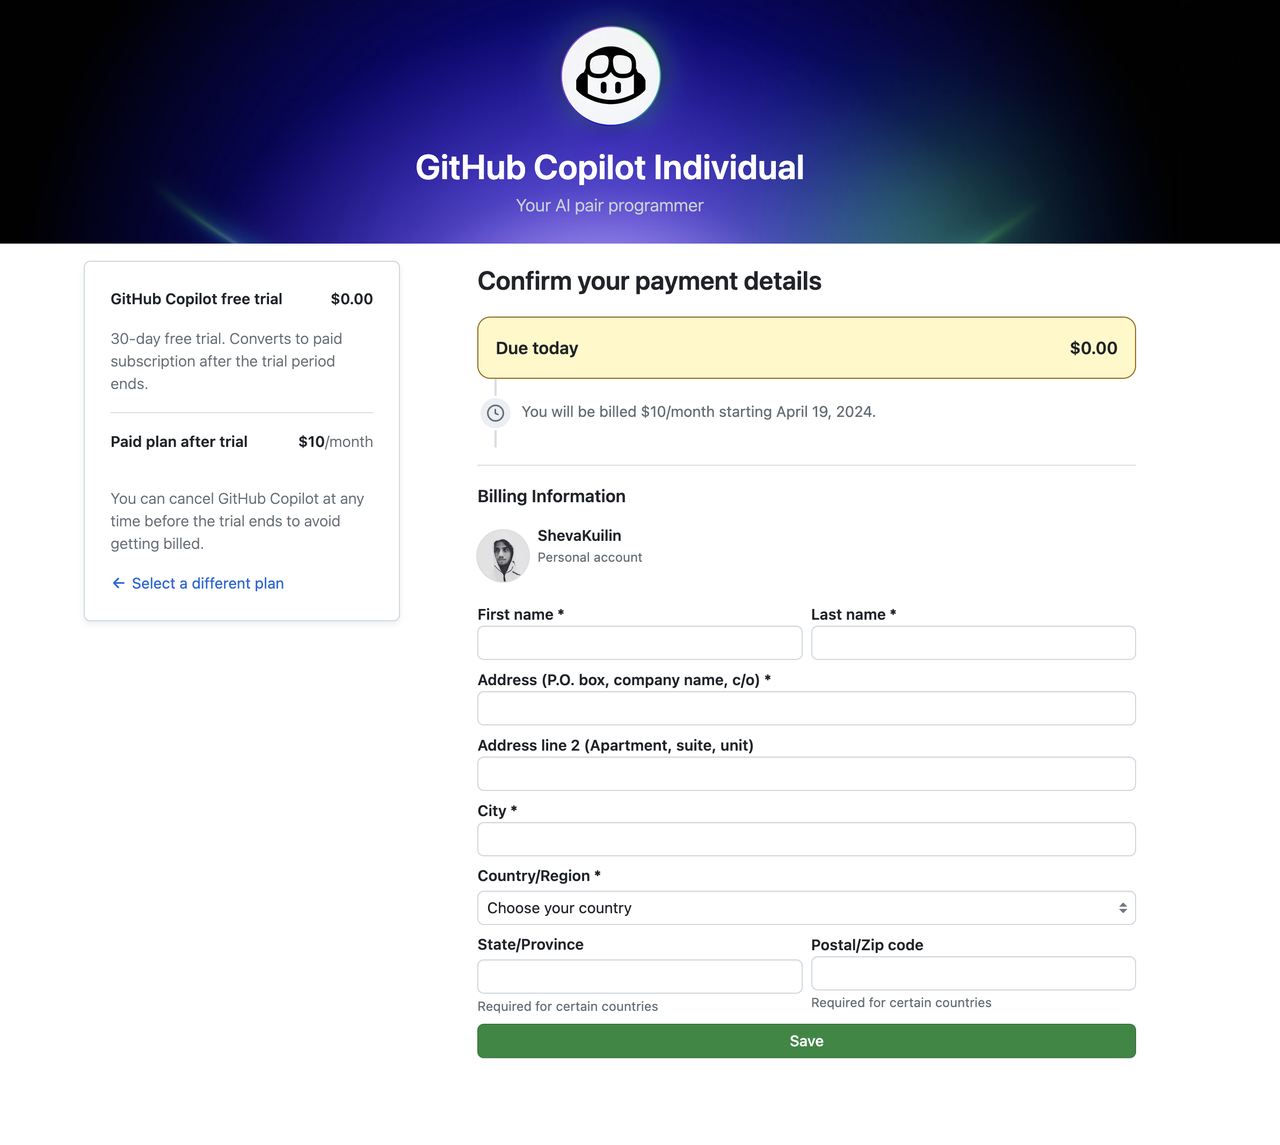 GitHub Copilot Individual
Your AI pair programmer
GitHub Copilot free trial $0.00
30-day free trial. Converts to paid
subscription after the trial period
ends.
Paid plan after trial $10/month
You can cancel GitHub Copilot at any
time before the trial ends to avoid
getting billed.
← Select a different plan
Confirm your payment details
Due today $0.00
You will be billed $10/month starting April 19, 2024.
Billing Information
ShevaKuilin
Personal account
First name * Last name *
Address (P.O. box, company name, c/o) *
Address line 2 (Apartment, suite, unit)
City *
Country/Region *
Choose your country
State/Province Postal/Zip code
Required for certain countries Required for certain countries
Save